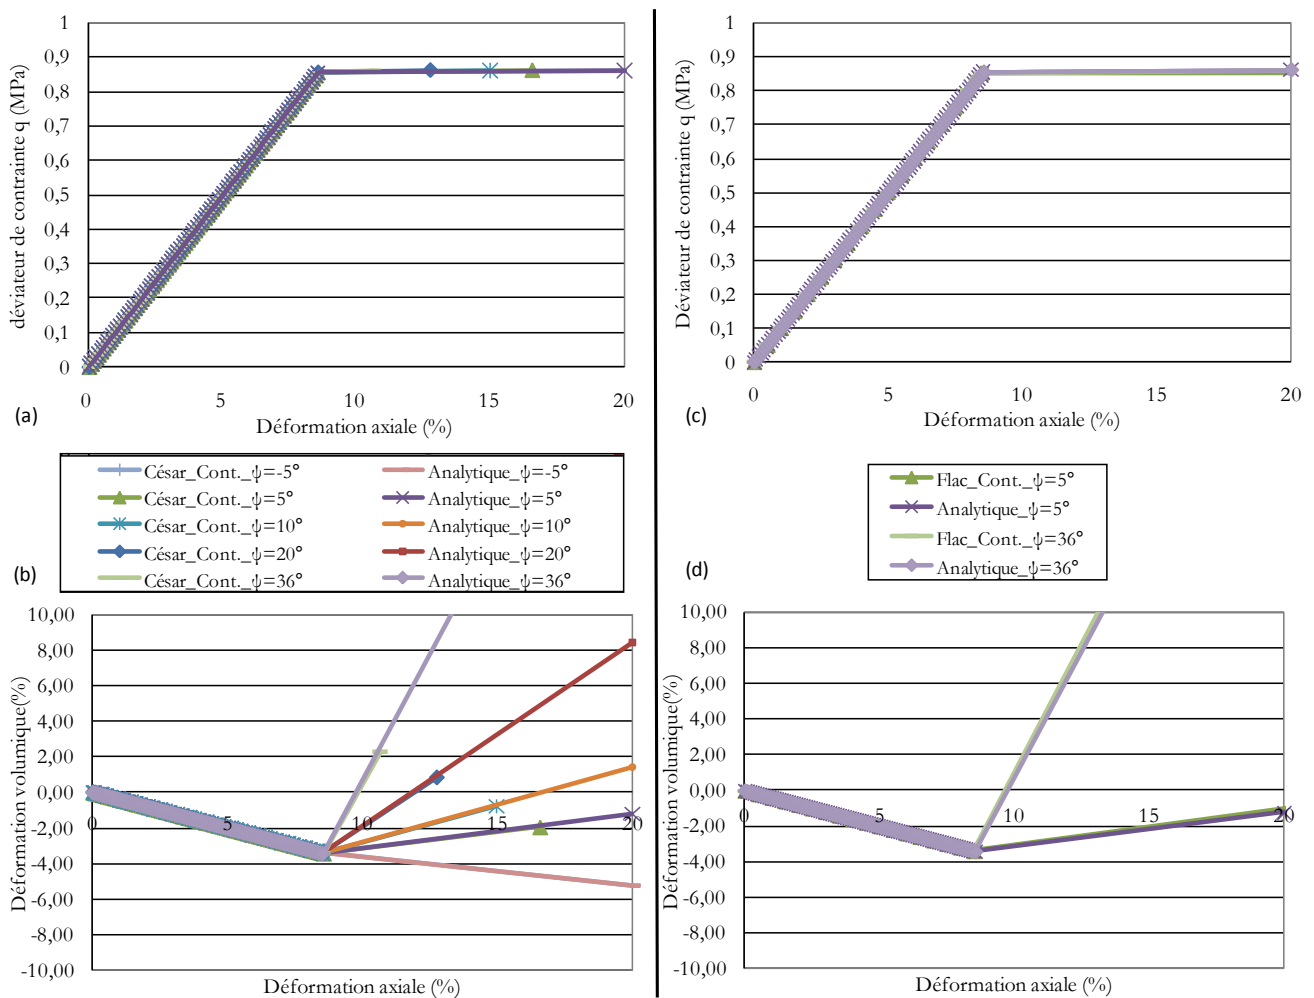 1
0,9
0,8
0,7
0,6
0,5
0,4
0,3
0,2
0,1
0
déviateur de contrainte q (MPa)
0 5 10 15 20
Déformation axiale (%)
(a)
1
0,9
0,8
0,7
0,6
0,5
0,4
0,3
0,2
0,1
0
Déviateur de contrainte q (MPa)
0 5 10 15 20
Déformation axiale (%)
(c)
César_Cont._ψ=-5° Analytique_ψ=-5°
César_Cont._ψ=5° Analytique_ψ=5°
César_Cont._ψ=10° Analytique_ψ=10°
César_Cont._ψ=20° Analytique_ψ=20°
César_Cont._ψ=36° Analytique_ψ=36°
(b)
Flac_Cont._ψ=5°
Analytique_ψ=5°
Flac_Cont._ψ=36°
Analytique_ψ=36°
(d)
10,00
8,00
6,00
4,00
2,00
0,00
-2,00
-4,00
-6,00
-8,00
-10,00
Déformation volumique(%)
0 5 10 15 20
Déformation axiale (%)
10,00
8,00
6,00
4,00
2,00
0,00
-2,00
-4,00
-6,00
-8,00
-10,00
Déformation volumique(%)
0 5 10 15 20
Déformation axiale (%)